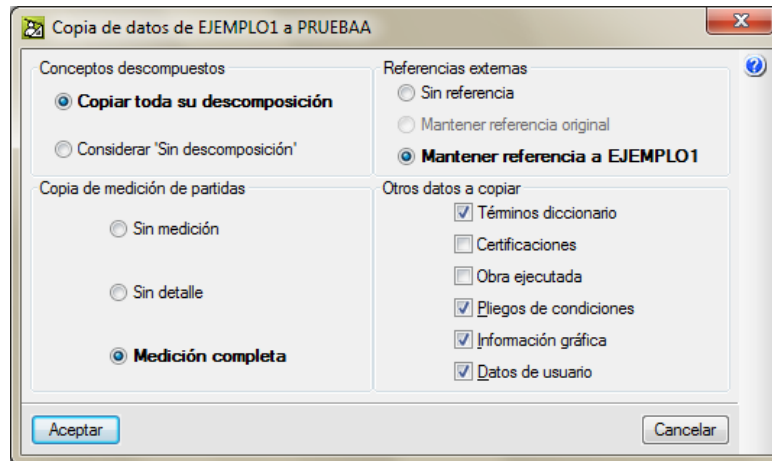 Copia de datos de EJEMPLO1 a PRUEBAA
Conceptos descompuestos
Copiar toda su descomposición
Considerar 'Sin descomposición'
Referencias externas
Sin referencia
Mantener referencia original
Mantener referencia a EJEMPLO1
Copia de medición de partidas
Sin medición
Sin detalle
Medición completa
Otros datos a copiar
Términos diccionario
Certificaciones
Obra ejecutada
Pliegos de condiciones
Información gráfica
Datos de usuario
Aceptar
Cancelar